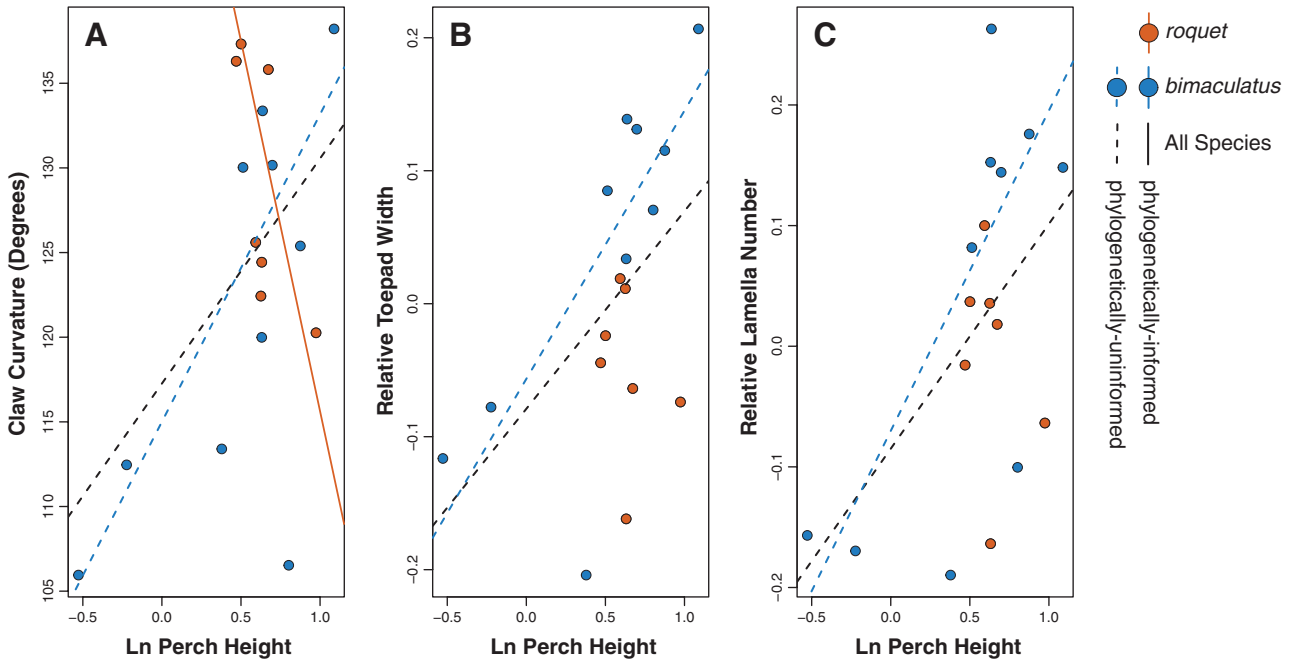 A
Claw Curvature (Degrees)
135
130
125
120
115
110
105
−0.5
0.0
0.5
1.0
Ln Perch Height
B
Relative Toepad Width
0.2
0.1
0.0
−0.1
−0.2
−0.5
0.0
0.5
1.0
Ln Perch Height
C
Relative Lamella Number
0.2
0.1
0.0
−0.1
−0.2
−0.5
0.0
0.5
1.0
Ln Perch Height
roquet
bimaculatus
All Species
phylogenetically-informed
phylogenetically-uninformed